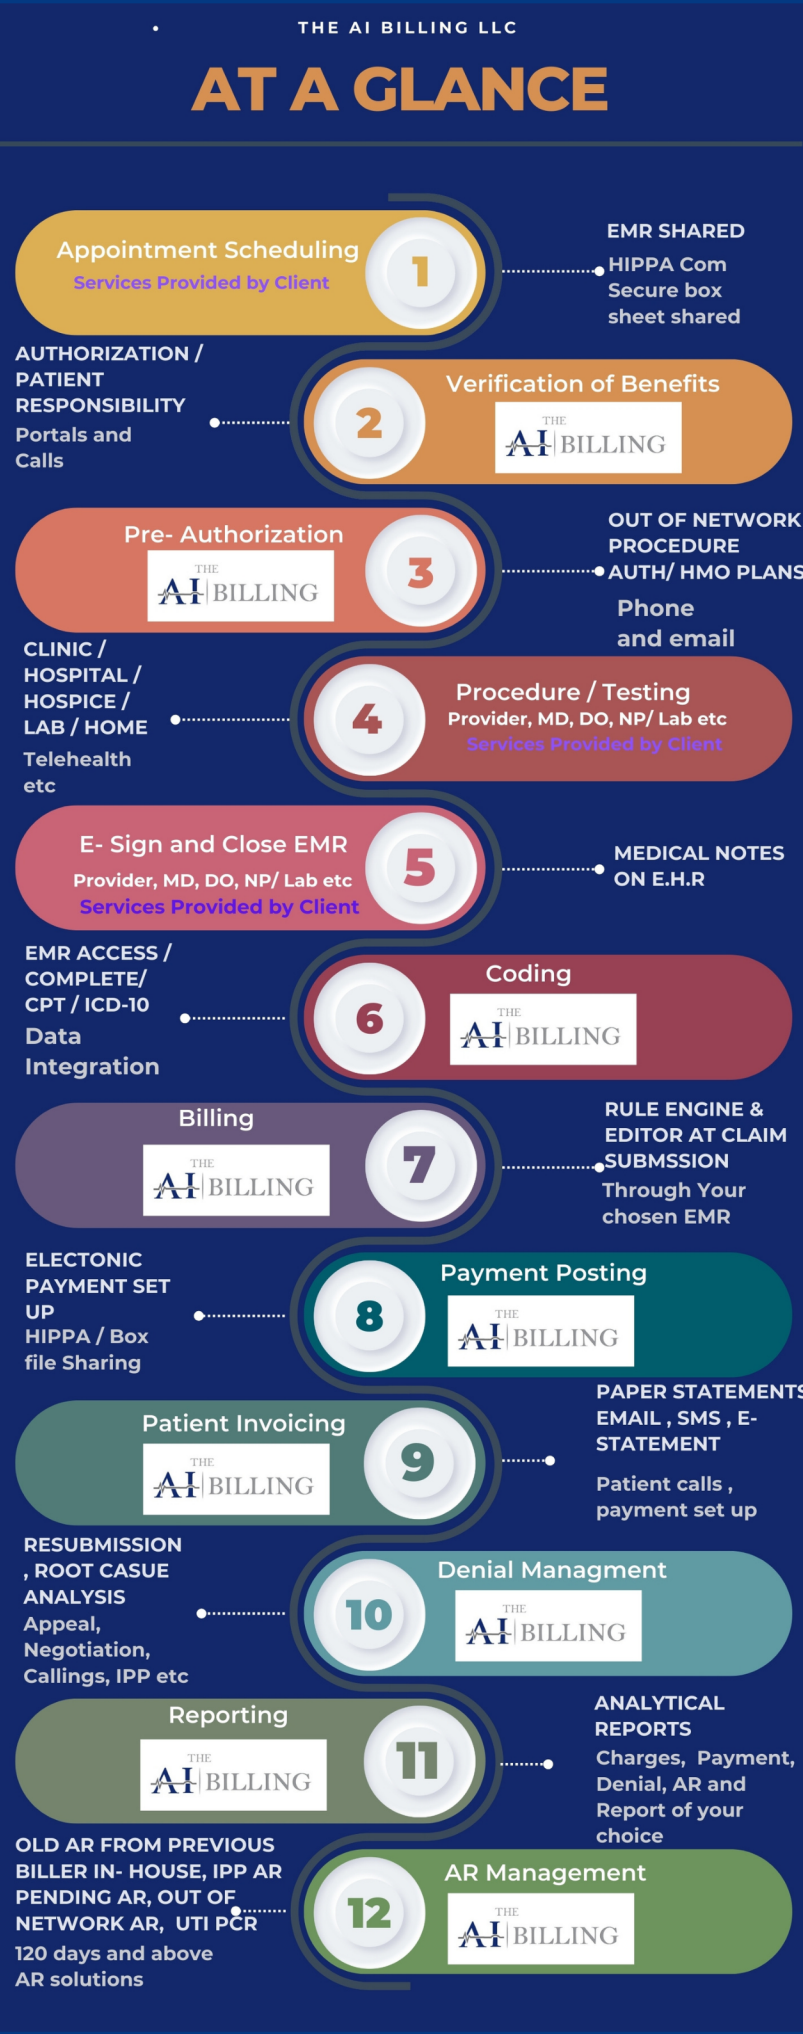 THE AI BILLING LLC
AT A GLANCE
Appointment Scheduling
Services Provided by Client
1
EMR SHARED
HIPPA Com
Secure box
sheet shared
AUTHORIZATION /
PATIENT
RESPONSIBILITY
Portals and
Calls
2
Verification of Benefits
THE
AI BILLING
Pre- Authorization
THE
AI BILLING
3
OUT OF NETWORK
PROCEDURE
AUTH/ HMO PLANS
Phone
and email
CLINIC /
HOSPITAL /
HOSPICE /
LAB / HOME
Telehealth
etc
4
Procedure / Testing
Provider, MD, DO, NP/ Lab etc
Services Provided by Client
E- Sign and Close EMR
Provider, MD, DO, NP/ Lab etc
Services Provided by Client
5
MEDICAL NOTES
ON E.H.R
EMR ACCESS /
COMPLETE/
CPT / ICD-10
Data
Integration
6
Coding
THE
AI BILLING
Billing
THE
AI BILLING
7
RULE ENGINE &
EDITOR AT CLAIM
SUBMSSION
Through Your
chosen EMR
ELECTONIC
PAYMENT SET
UP
HIPPA / Box
file Sharing
8
Payment Posting
THE
AI BILLING
Patient Invoicing
THE
AI BILLING
9
PAPER STATEMENTS
EMAIL , SMS , E-
STATEMENT
Patient calls ,
payment set up
RESUBMISSION
, ROOT CASUE
ANALYSIS
Appeal,
Negotiation,
Callings, IPP etc
10
Denial Managment
THE
AI BILLING
Reporting
THE
AI BILLING
11
ANALYTICAL
REPORTS
Charges, Payment,
Denial, AR and
Report of your
choice
OLD AR FROM PREVIOUS
BILLER IN- HOUSE, IPP AR
PENDING AR, OUT OF
NETWORK AR, UTI PCR
120 days and above
AR solutions
12
AR Management
THE
AI BILLING